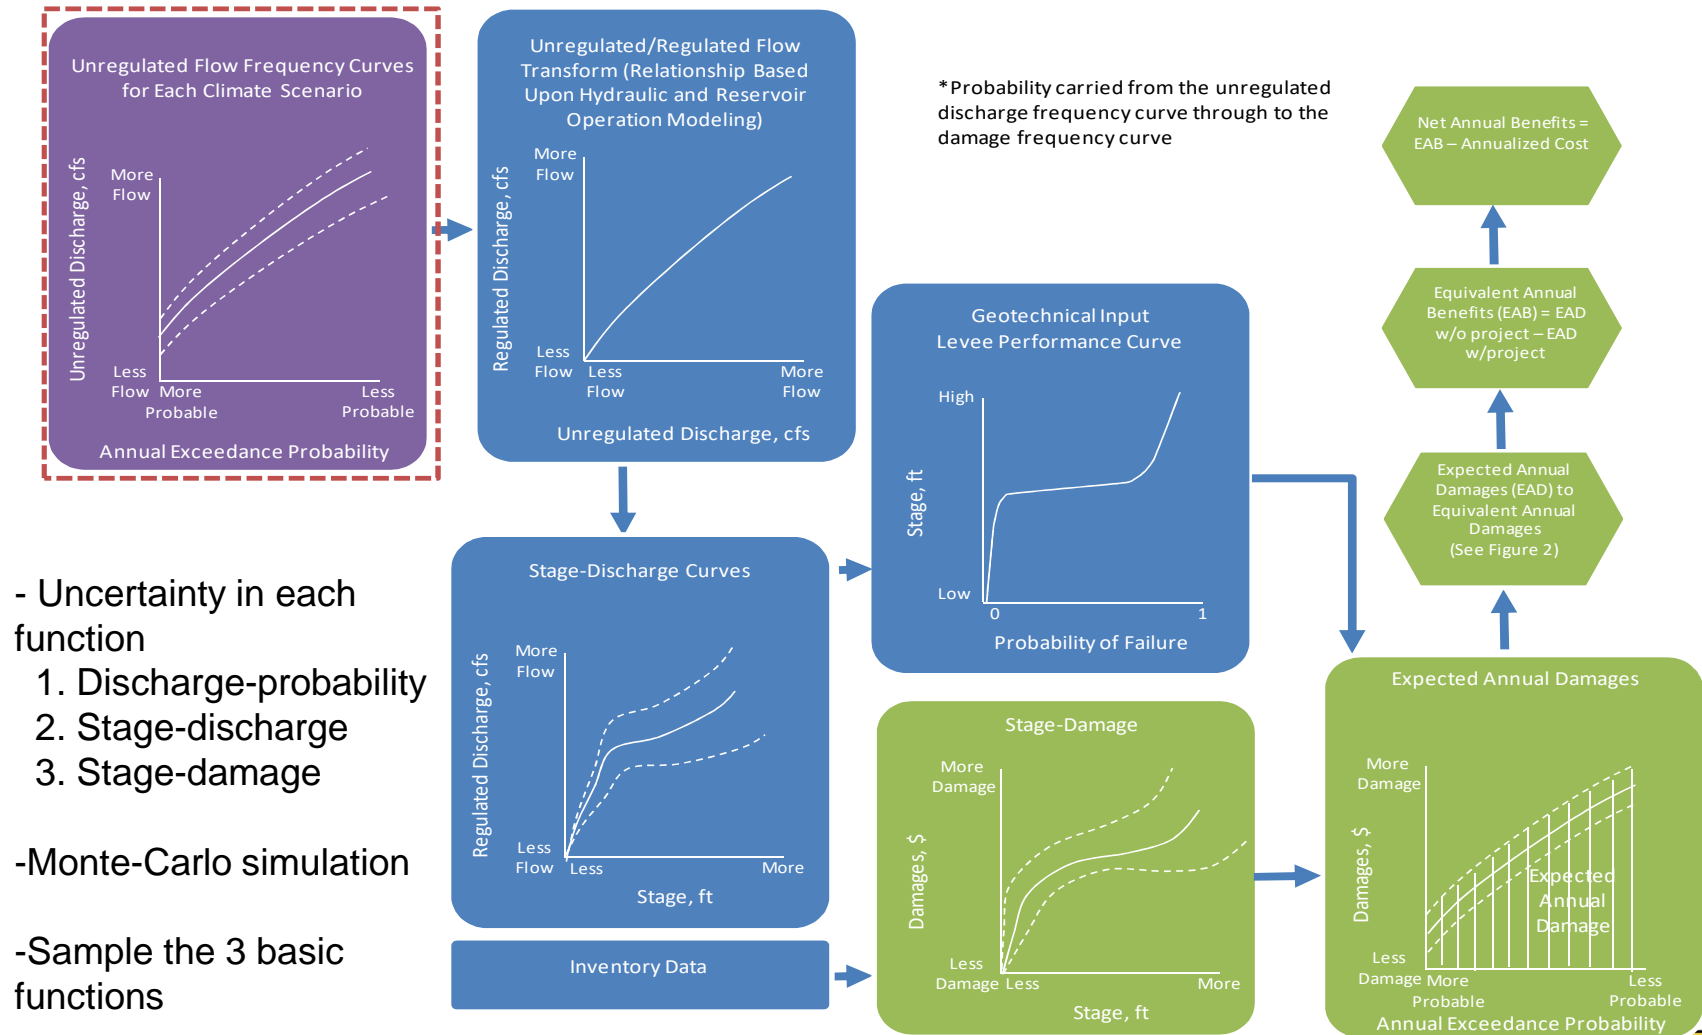 Unregulated Flow Frequency Curves
for Each Climate Scenario
Unregulated Discharge, cfs
More
Flow
Less
Flow
More
Probable
Less
Probable
Annual Exceedance Probability
Unregulated/Regulated Flow
Transform (Relationship Based
Upon Hydraulic and Reservoir
Operation Modeling)
Regulated Discharge, cfs
More
Flow
Less
Flow
Less
Flow
More
Flow
Unregulated Discharge, cfs
*Probability carried from the unregulated
discharge frequency curve through to the
damage frequency curve
Net Annual Benefits =
EAB – Annualized Cost
Equivalent Annual
Benefits (EAB) = EAD
w/o project – EAD
w/project
Expected Annual
Damages (EAD) to
Equivalent Annual
Damages
(See Figure 2)
Geotechnical Input
Levee Performance Curve
Stage, ft
High
Low
0
1
Probability of Failure
- Uncertainty in each
function
1. Discharge-probability
2. Stage-discharge
3. Stage-damage
-Monte-Carlo simulation
-Sample the 3 basic
functions
Stage-Discharge Curves
Regulated Discharge, cfs
More
Flow
Less
Flow
Less
More
Stage, ft
Inventory Data
Stage-Damage
Damages, $
More
Damage
Less
Damage
Less
More
Stage, ft
Expected Annual Damages
Damages, $
More
Damage
Expected
Annual
Damage
Less
Damage
More
Probable
Less
Probable
Annual Exceedance Probability